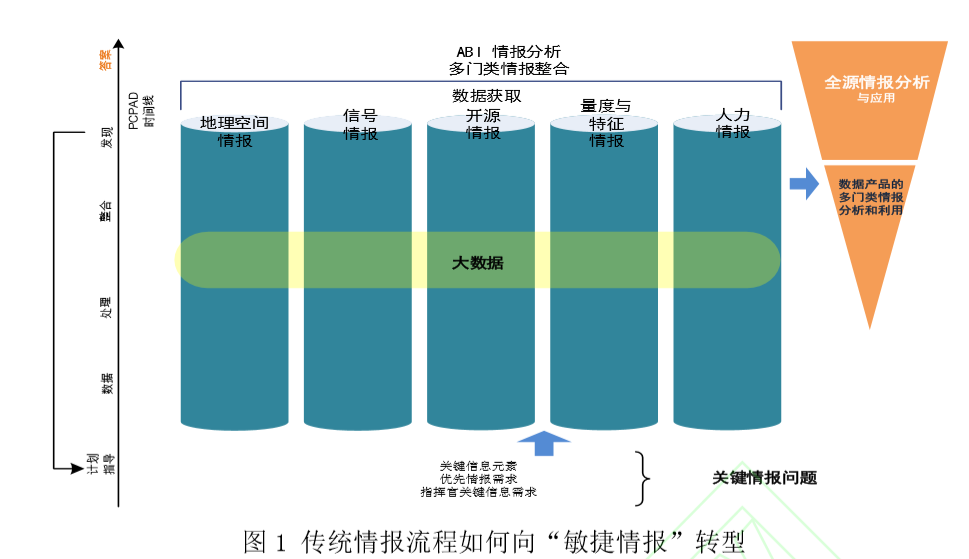 ABI 情报分析
多门类情报整合
数据获取
答案
PCPAD
时间线
发现
整合
处理
数据
计划
指导
地理空间
情报
信号
情报
开源
情报
量度与
特征
情报
人力
情报
大数据
全源情报分析
与应用
数据产品的
多门类情报
分析和利用
关键信息元素
优先情报需求
指挥官关键信息需求
关键情报问题
图 1 传统情报流程如何向“敏捷情报”转型